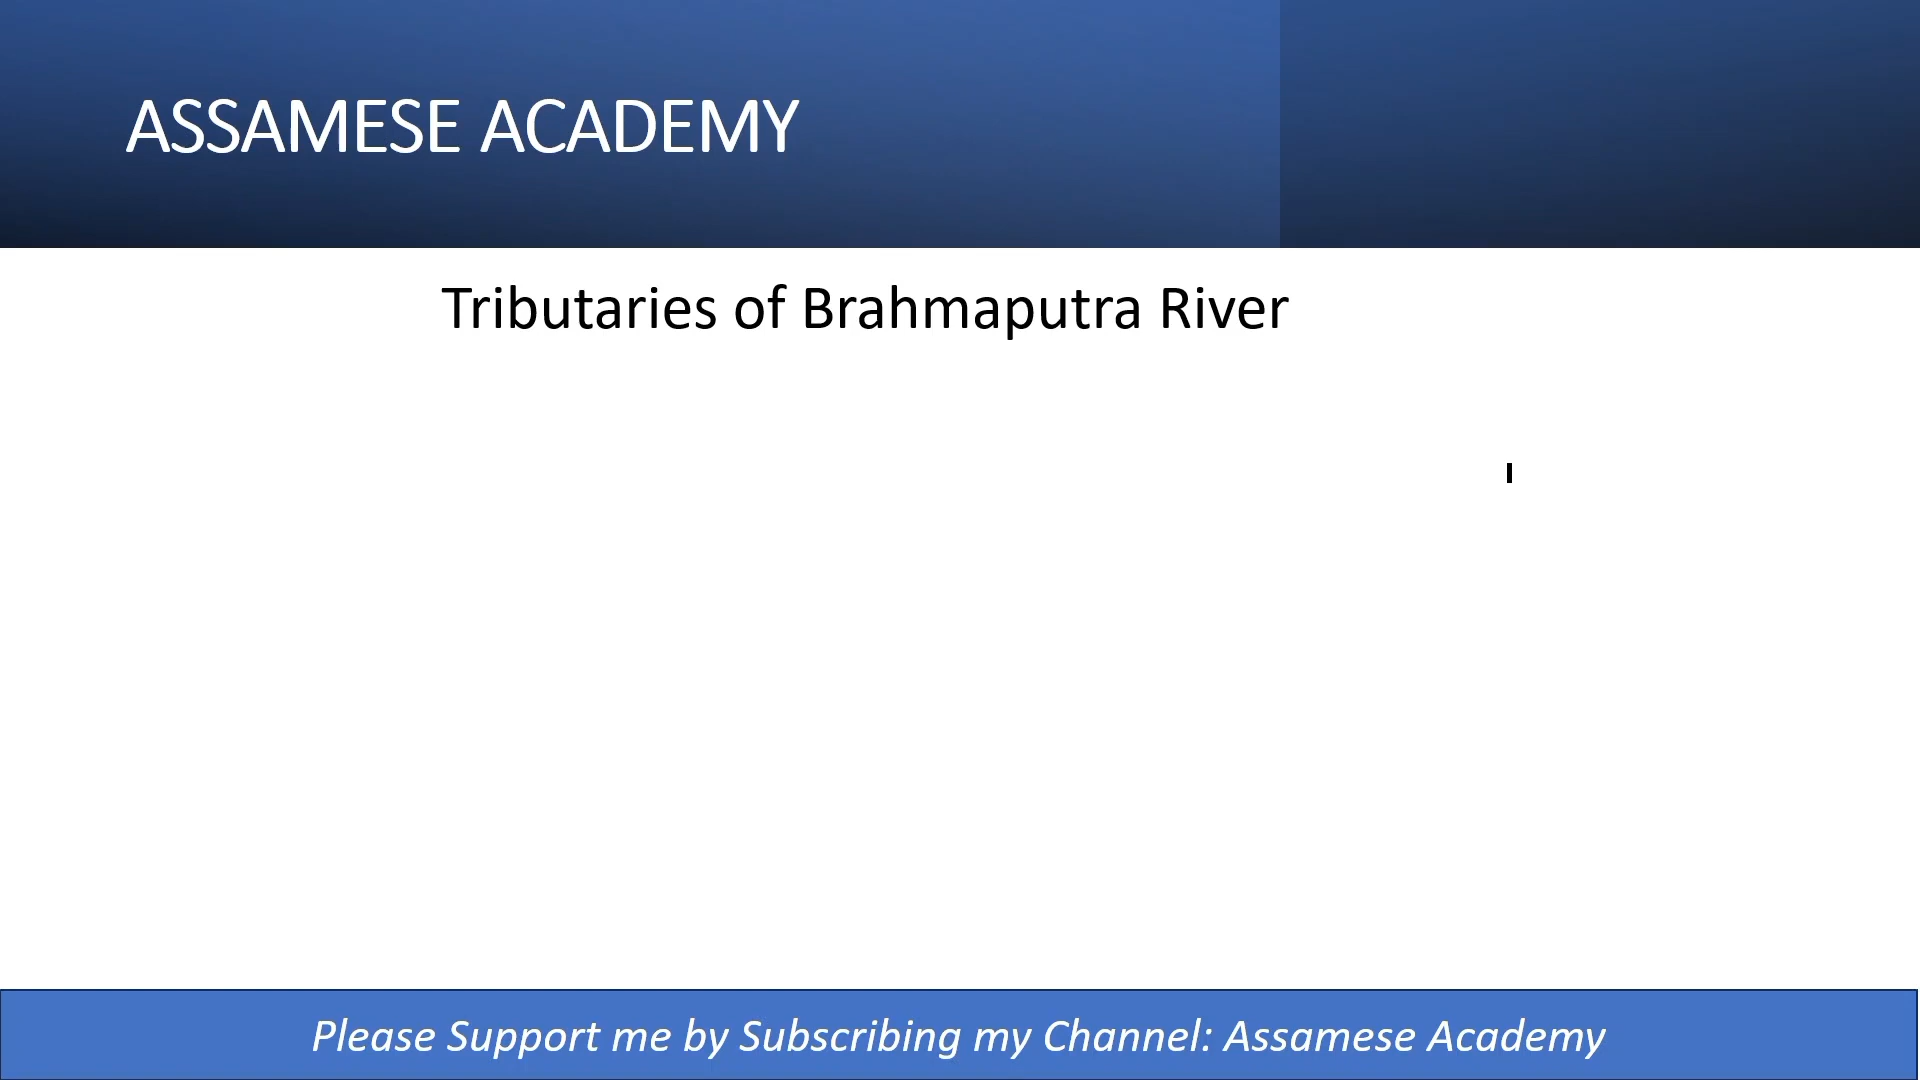 ASSAMESE ACADEMY
Tributaries of Brahmaputra River
Please Support me by Subscribing my Channel: Assamese Academy